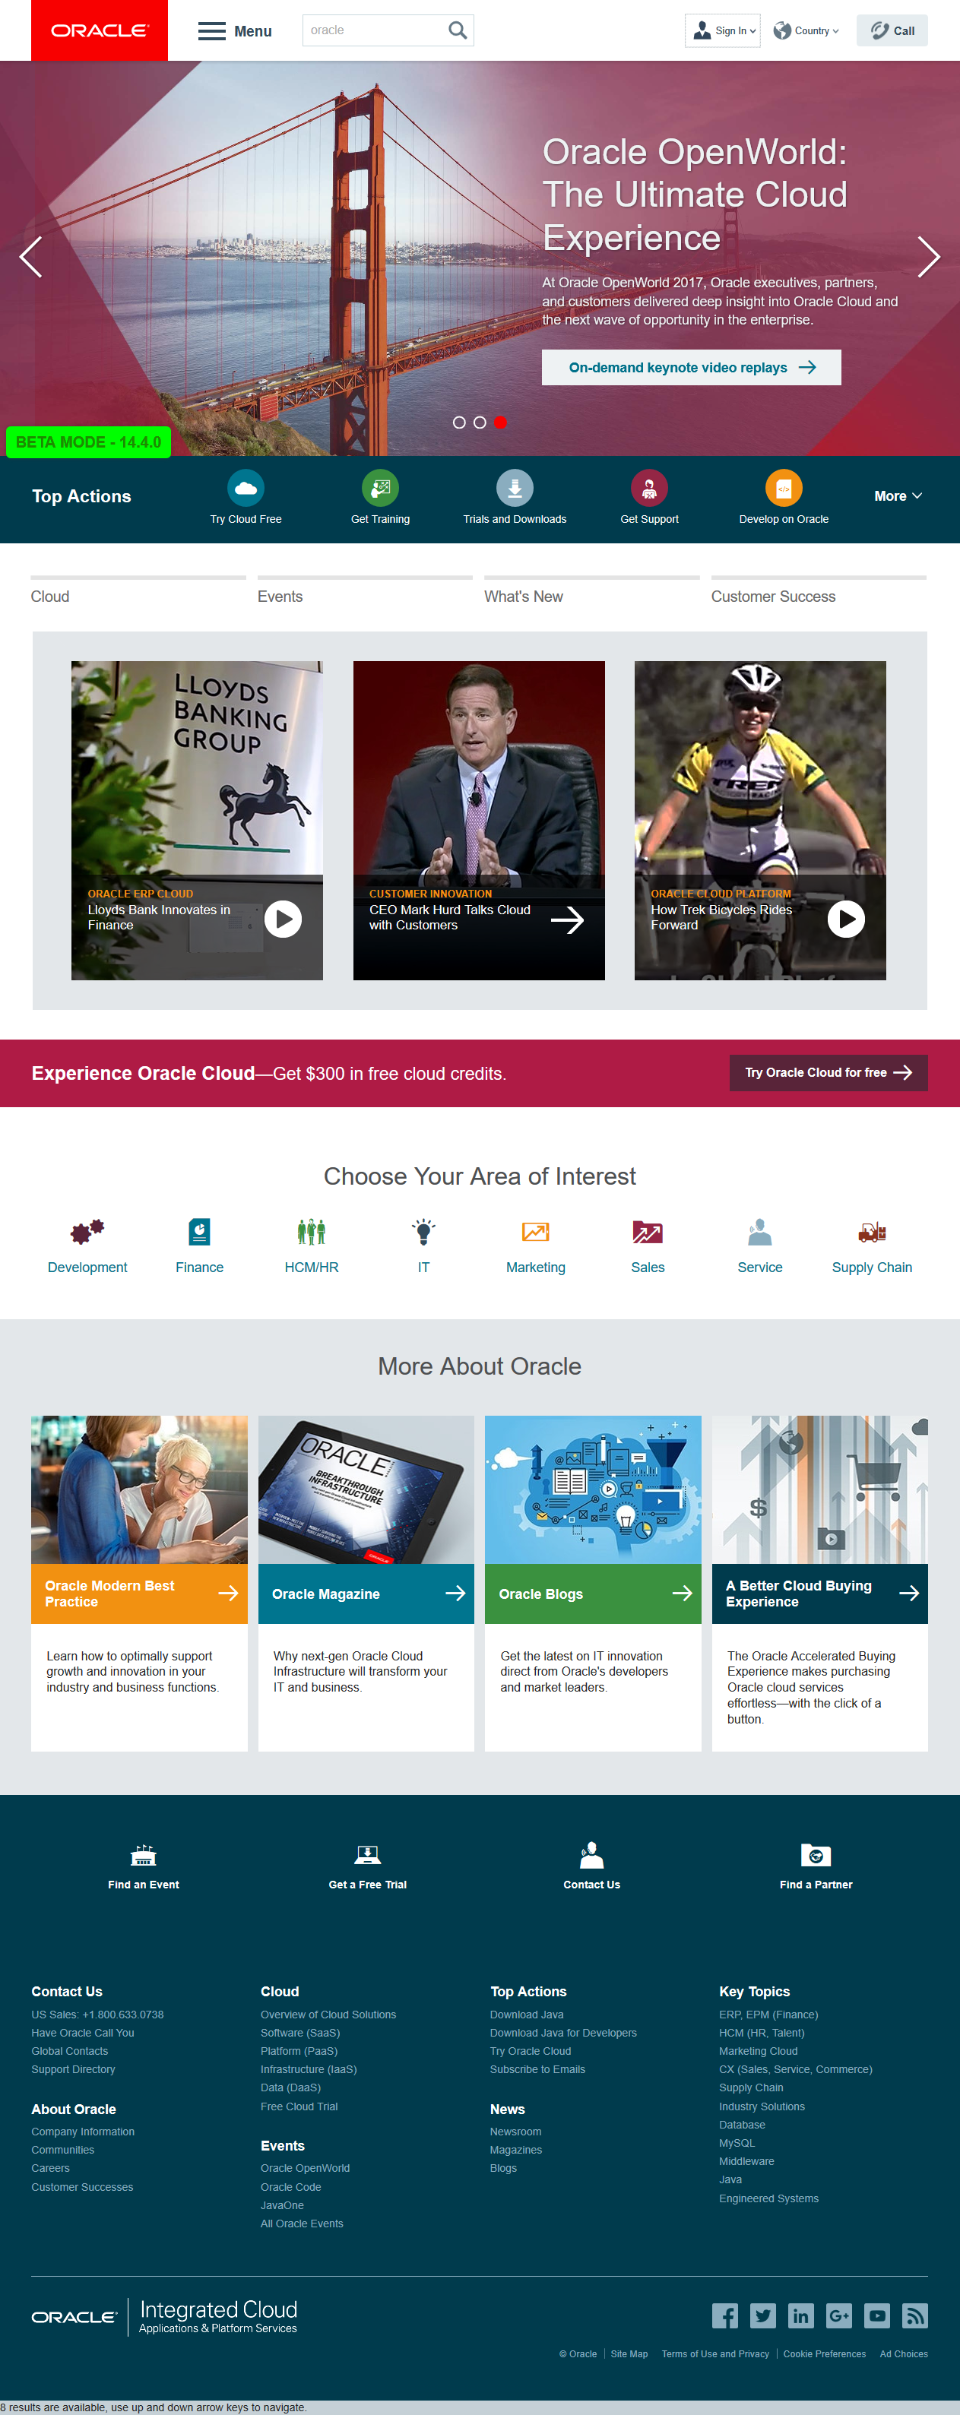 ORACLE
Menu
oracle
Sign In
Country
Call
Oracle OpenWorld:
The Ultimate Cloud
Experience
At Oracle OpenWorld 2017, Oracle executives, partners,
and customers delivered deep insight into Oracle Cloud and
the next wave of opportunity in the enterprise.
On-demand keynote video replays
BETA MODE - 14.4.0
Top Actions
Try Cloud Free
Get Training
Trials and Downloads
Get Support
Develop on Oracle
More
Cloud
Events
What's New
Customer Success
LLOYDS
BANKING
GROUP
ORACLE ERP CLOUD
Lloyds Bank Innovates in
Finance
CUSTOMER INNOVATION
CEO Mark Hurd Talks Cloud
with Customers
TREK
ORACLE CLOUD PLATFORM
How Trek Bicycles Rides
Forward
Experience Oracle Cloud—Get $300 in free cloud credits.
Try Oracle Cloud for free
Choose Your Area of Interest
Development
Finance
HCM/HR
IT
Marketing
Sales
Service
Supply Chain
More About Oracle
ORACLE
BREAKTHROUGH
INFRASTRUCTURE
Oracle Modern Best
Practice
Learn how to optimally support
growth and innovation in your
industry and business functions.
Oracle Magazine
Why next-gen Oracle Cloud
Infrastructure will transform your
IT and business.
Oracle Blogs
Get the latest on IT innovation
direct from Oracle's developers
and market leaders.
$
A Better Cloud Buying
Experience
The Oracle Accelerated Buying
Experience makes purchasing
Oracle cloud services
effortless—with the click of a
button.
Find an Event
Get a Free Trial
Contact Us
Find a Partner
Contact Us
US Sales: +1.800.633.0738
Have Oracle Call You
Global Contacts
Support Directory
About Oracle
Company Information
Communities
Careers
Customer Successes
Cloud
Overview of Cloud Solutions
Software (SaaS)
Platform (PaaS)
Infrastructure (IaaS)
Data (DaaS)
Free Cloud Trial
Events
Oracle OpenWorld
Oracle Code
JavaOne
All Oracle Events
Top Actions
Download Java
Download Java for Developers
Try Oracle Cloud
Subscribe to Emails
News
Newsroom
Magazines
Blogs
Key Topics
ERP, EPM (Finance)
HCM (HR, Talent)
Marketing Cloud
CX (Sales, Service, Commerce)
Supply Chain
Industry Solutions
Database
MySQL
Middleware
Java
Engineered Systems
ORACLE
Integrated Cloud
Applications & Platform Services
© Oracle
Site Map
Terms of Use and Privacy
Cookie Preferences
Ad Choices
8 results are available, use up and down arrow keys to navigate.